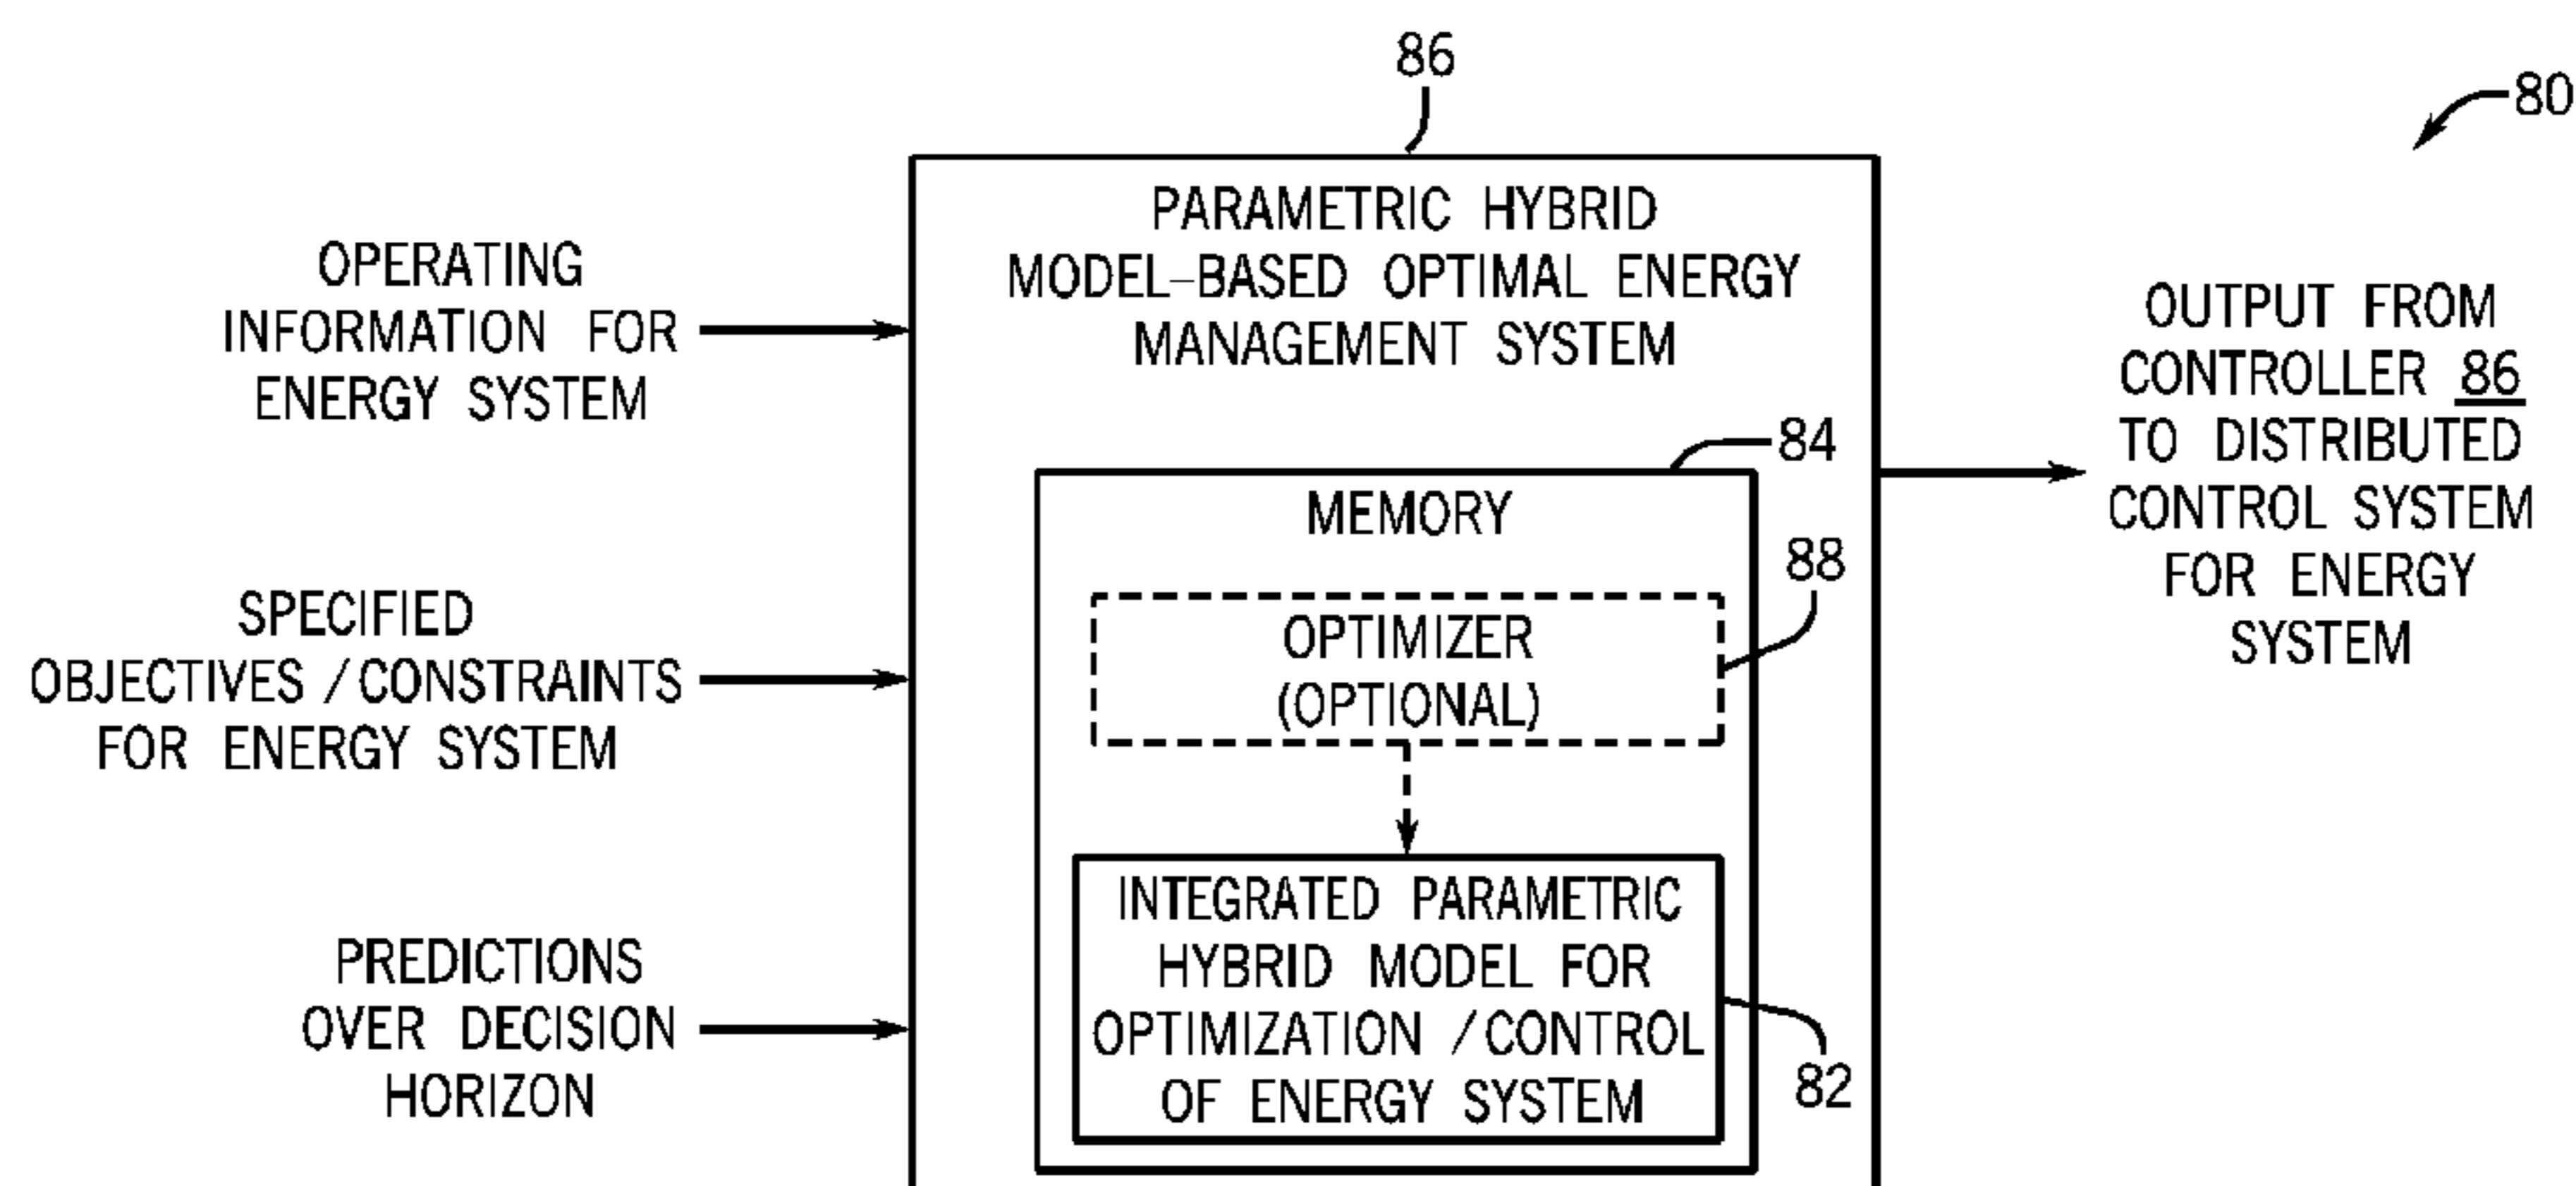 86
80
PARAMETRIC HYBRID
MODEL-BASED OPTIMAL ENERGY
MANAGEMENT SYSTEM
OPERATING
INFORMATION FOR
ENERGY SYSTEM
SPECIFIED
OBJECTIVES / CONSTRAINTS
FOR ENERGY SYSTEM
PREDICTIONS
OVER DECISION
HORIZON
84
MEMORY
88
OPTIMIZER
(OPTIONAL)
INTEGRATED PARAMETRIC
HYBRID MODEL FOR
OPTIMIZATION / CONTROL
OF ENERGY SYSTEM
82
OUTPUT FROM
CONTROLLER 86
TO DISTRIBUTED
CONTROL SYSTEM
FOR ENERGY
SYSTEM